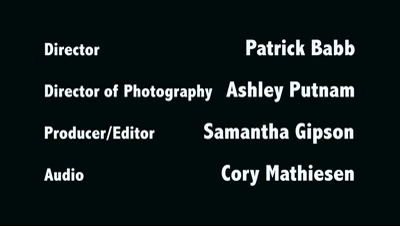 Director Patrick Babb
Director of Photography Ashley Putnam
Producer/Editor Samantha Gipson
Audio Cory Mathiesen